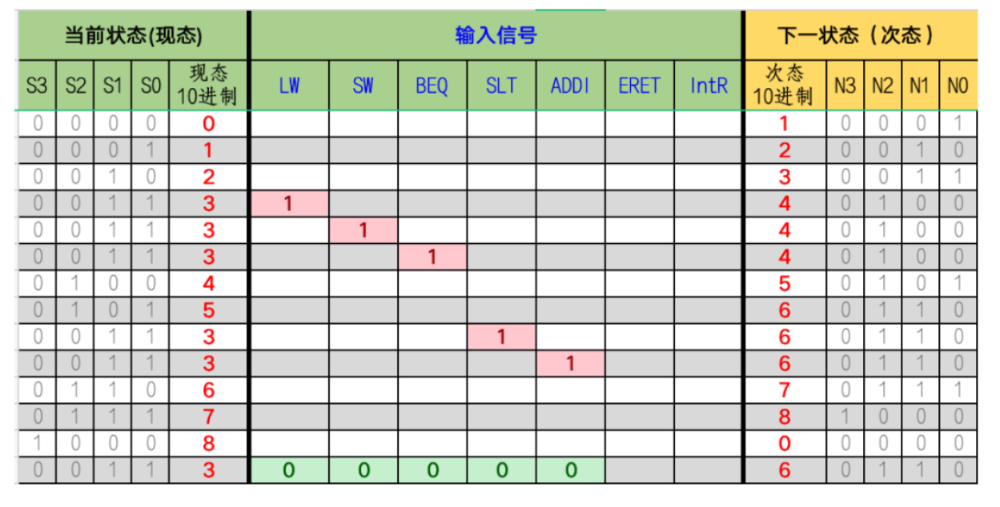 当前状态(现态) 输入信号 下一状态（次态）
S3 S2 S1 S0 现态 10进制 LW SW BEQ SLT ADDI ERET IntR 次态 10进制 N3 N2 N1 N0
0 0 0 0 0 1 0 0 0 1
0 0 0 1 1 2 0 0 1 0
0 0 1 0 2 3 0 0 1 1
0 0 1 1 3 1 4 0 1 0 0
0 0 1 1 3 1 4 0 1 0 0
0 0 1 1 3 1 4 0 1 0 0
0 1 0 0 4 5 0 1 0 1
0 1 0 1 5 6 0 1 1 0
0 0 1 1 3 1 6 0 1 1 0
0 0 1 1 3 1 6 0 1 1 0
0 1 1 0 6 7 0 1 1 1
0 1 1 1 7 8 1 0 0 0
1 0 0 0 8 0 0 0 0 0
0 0 1 1 3 0 0 0 0 0 6 0 1 1 0